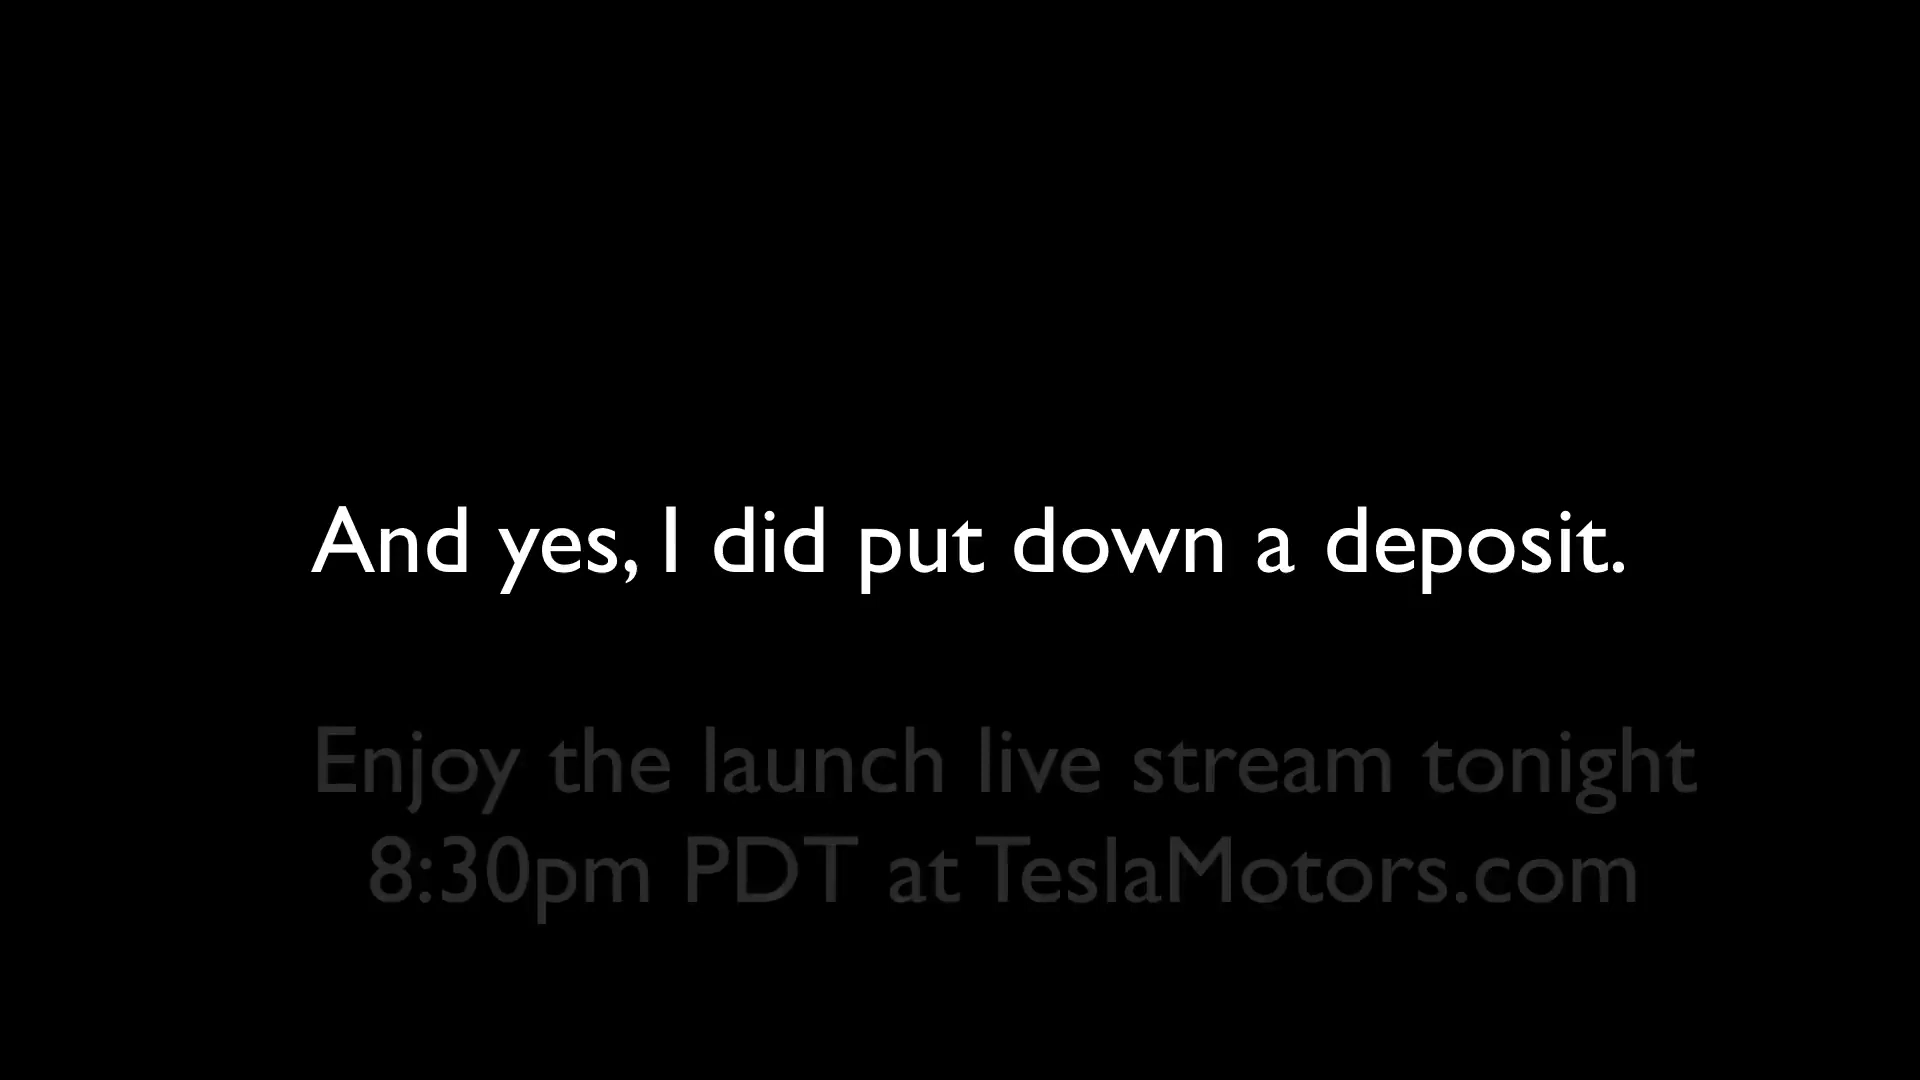 And yes, I did put down a deposit.
Enjoy the launch live stream tonight
8:30pm PDT at TeslaMotors.com